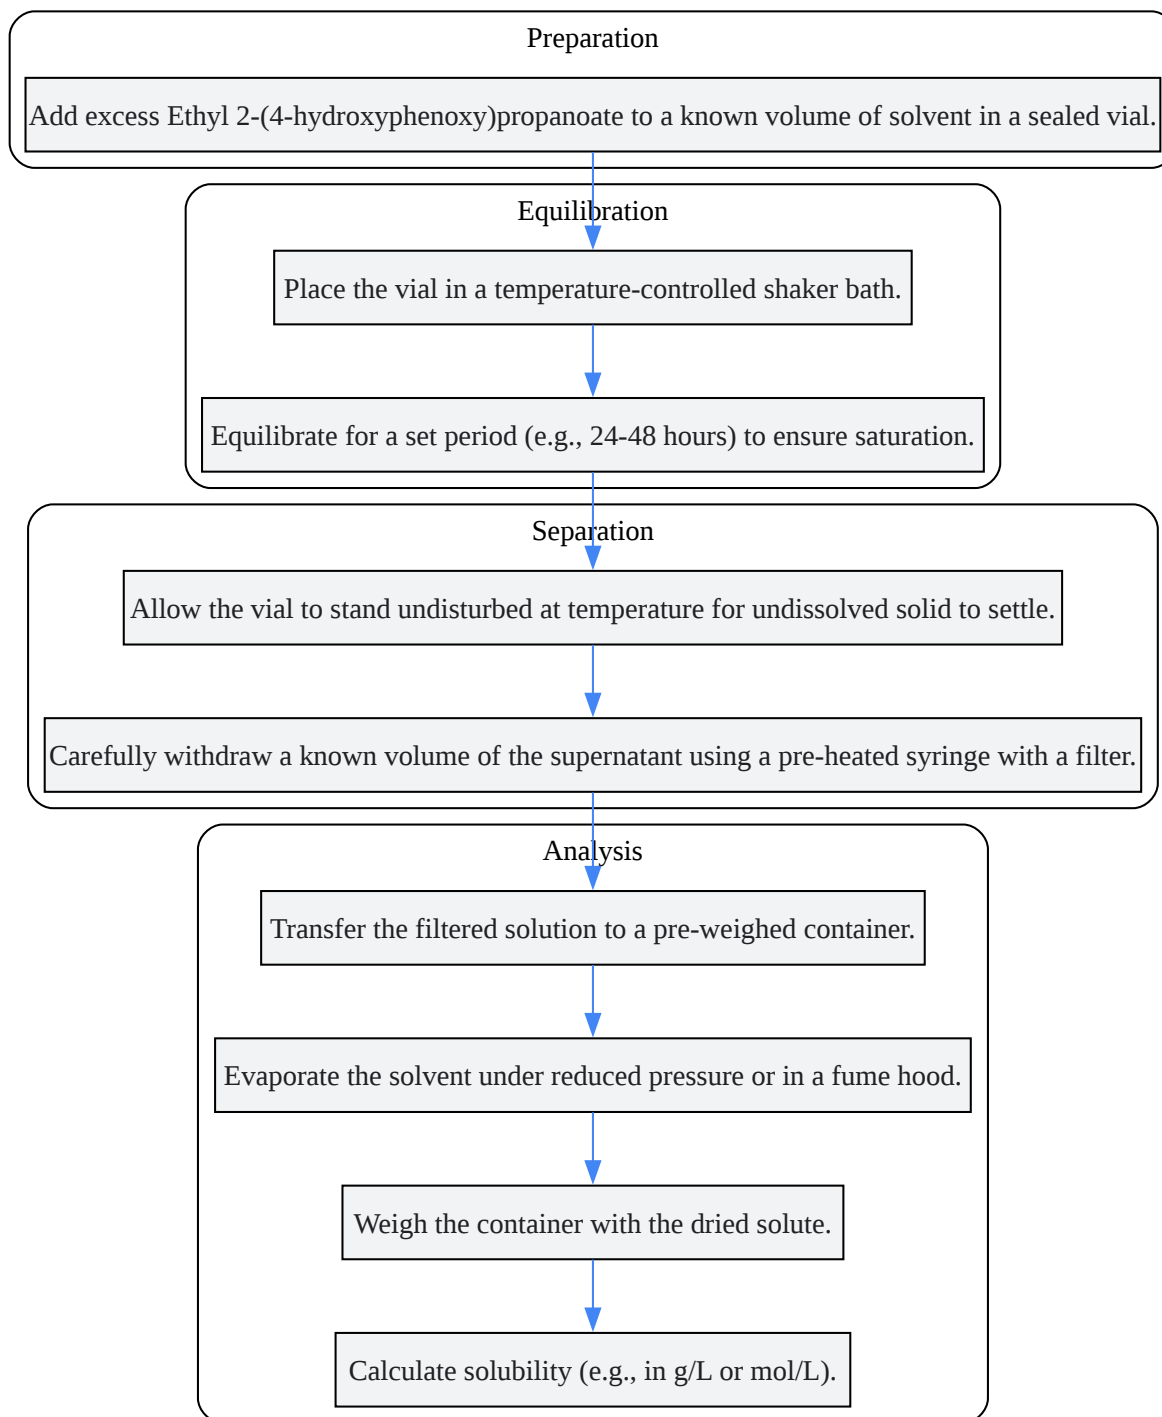 Preparation
Add excess Ethyl 2-(4-hydroxyphenoxy)propanoate to a known volume of solvent in a sealed vial.
Equilibration
Place the vial in a temperature-controlled shaker bath.
Equilibrate for a set period (e.g., 24-48 hours) to ensure saturation.
Separation
Allow the vial to stand undisturbed at temperature for undissolved solid to settle.
Carefully withdraw a known volume of the supernatant using a pre-heated syringe with a filter.
Analysis
Transfer the filtered solution to a pre-weighed container.
Evaporate the solvent under reduced pressure or in a fume hood.
Weigh the container with the dried solute.
Calculate solubility (e.g., in g/L or mol/L).